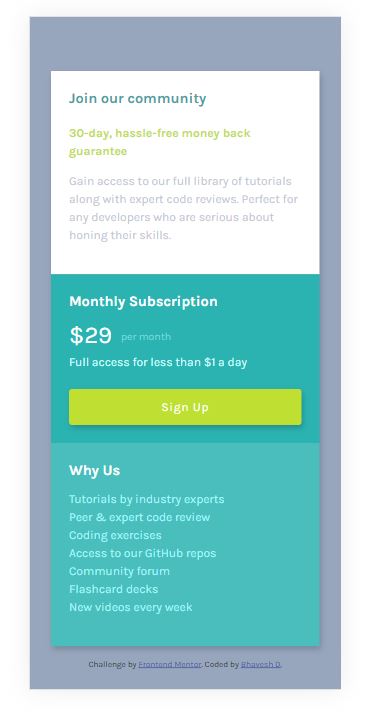 Join our community
30-day, hassle-free money back
guarantee
Gain access to our full library of tutorials
along with expert code reviews. Perfect for
any developers who are serious about
honing their skills.
Monthly Subscription
$29 per month
Full access for less than $1 a day
Sign Up
Why Us
Tutorials by industry experts
Peer & expert code review
Coding exercises
Access to our GitHub repos
Community forum
Flashcard decks
New videos every week
Challenge by Frontend Mentor. Coded by Bhavesh D.